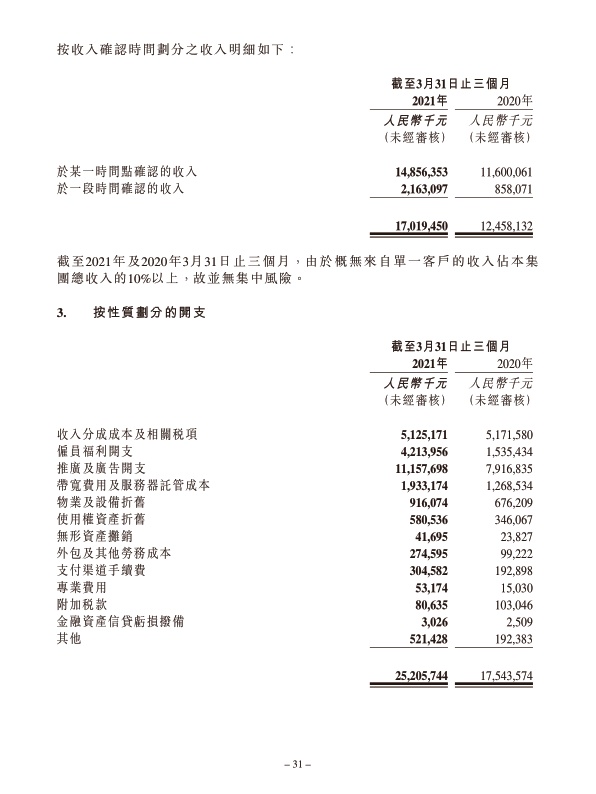 按收入確認時間劃分之收入明細如下：
截至3月31日止三個月
2021年 2020年
人民幣千元 人民幣千元
(未經審核) (未經審核)
於某一時間點確認的收入 14,856,353 11,600,061
於一段時間確認的收入 2,163,097 858,071
17,019,450 12,458,132
截至2021年及2020年3月31日止三個月，由於概無來自單一客戶的收入佔本集
團總收入的10%以上，故並無集中風險。
3. 按性質劃分的開支
截至3月31日止三個月
2021年 2020年
人民幣千元 人民幣千元
(未經審核) (未經審核)
收入分成成本及相關稅項 5,125,171 5,171,580
僱員福利開支 4,213,956 1,535,434
推廣及廣告開支 11,157,698 7,916,835
帶寬費用及服務器託管成本 1,933,174 1,268,534
物業及設備折舊 916,074 676,209
使用權資產折舊 580,536 346,067
無形資產攤銷 41,695 23,827
外包及其他勞務成本 274,595 99,222
支付渠道手續費 304,582 192,898
專業費用 53,174 15,030
附加稅款 80,635 103,046
金融資產信貸虧損撥備 3,026 2,509
其他 521,428 192,383
25,205,744 17,543,574
– 31 –